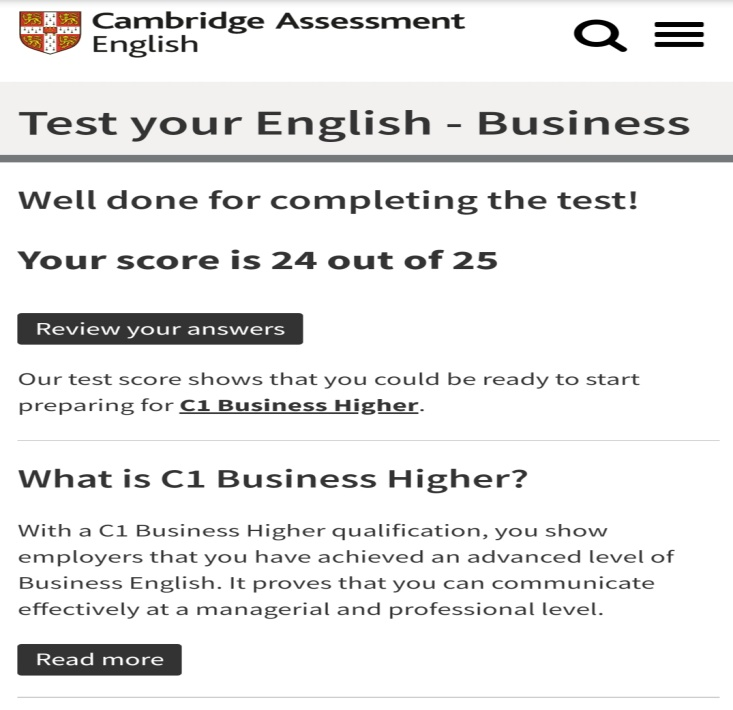 Cambridge Assessment
English
Test your English - Business
Well done for completing the test!
Your score is 24 out of 25
Review your answers
Our test score shows that you could be ready to start
preparing for C1 Business Higher.
What is C1 Business Higher?
With a C1 Business Higher qualification, you show
employers that you have achieved an advanced level of
Business English. It proves that you can communicate
effectively at a managerial and professional level.
Read more